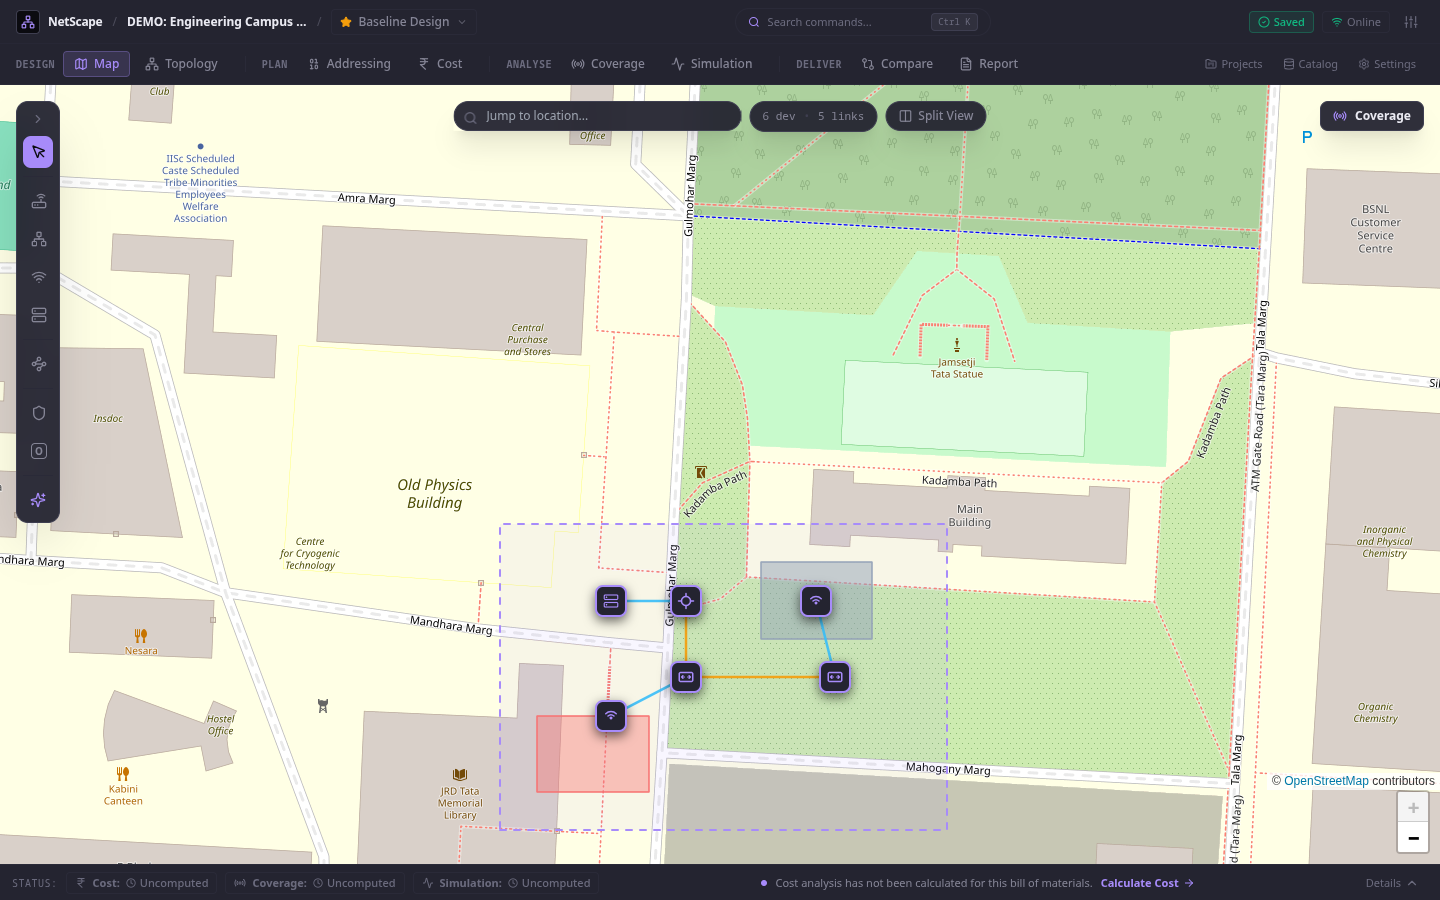 NetScape / DEMO: Engineering Campus ... / Baseline Design
Search commands... Ctrl K
Saved Online
DESIGN Map Topology PLAN Addressing Cost ANALYSE Coverage Simulation DELIVER Compare Report
Projects Catalog Settings
Jump to location...
6 dev · 5 links
Split View
Coverage
Club
Office
P
IISc Scheduled
Caste Scheduled
Tribe Minorities
Employees
Welfare
Association
Amra Marg
Gulmohar Marg
BSNL
Customer
Service
Centre
Central
Purchase
and Stores
Jamsetji
Tata Statue
Tala Marg
ATM Gate Road (Tara Marg)
Kadamba Path
Insdoc
Old Physics
Building
Kadamba Path
Kadamba Path
Main
Building
Centre
for Cryogenic
Technology
Inorganic
and Physical
Chemistry
ndhara Marg
Gulmohar Marg
Mandhara Marg
Nesara
Hostel
Office
Organic
Chemistry
Kabini
Canteen
JRD Tata
Memorial
Library
Mahogany Marg
Tala Marg
d (Tara Marg)
© OpenStreetMap contributors
+
−
STATUS: Cost: Uncomputed Coverage: Uncomputed Simulation: Uncomputed
Cost analysis has not been calculated for this bill of materials. Calculate Cost →
Details